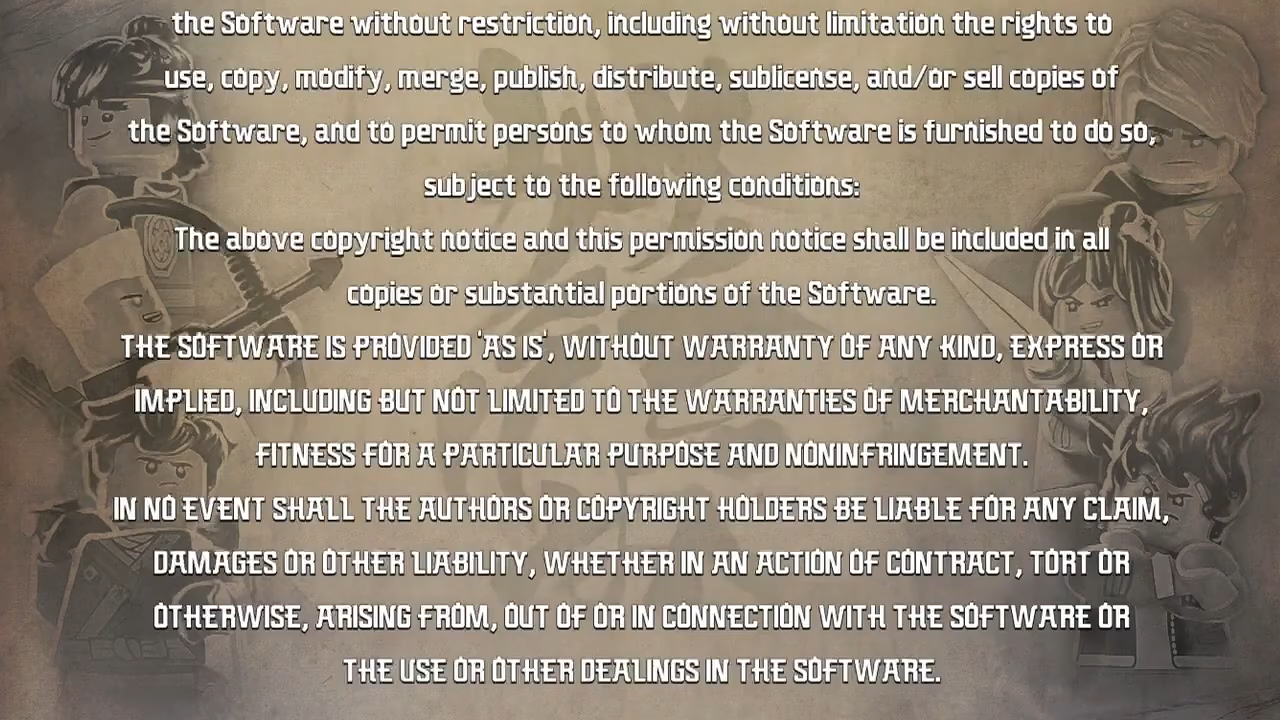 the Software without restriction, including without limitation the rights to
use, copy, modify, merge, publish, distribute, sublicense, and/or sell copies of
the Software, and to permit persons to whom the Software is furnished to do so,
subject to the following conditions:
The above copyright notice and this permission notice shall be included in all
copies or substantial portions of the Software.
THE SOFTWARE IS PROVIDED 'AS IS', WITHOUT WARRANTY OF ANY KIND, EXPRESS OR
IMPLIED, INCLUDING BUT NOT LIMITED TO THE WARRANTIES OF MERCHANTABILITY,
FITNESS FOR A PARTICULAR PURPOSE AND NONINFRINGEMENT.
IN NO EVENT SHALL THE AUTHORS OR COPYRIGHT HOLDERS BE LIABLE FOR ANY CLAIM,
DAMAGES OR OTHER LIABILITY, WHETHER IN AN ACTION OF CONTRACT, TORT OR
OTHERWISE, ARISING FROM, OUT OF OR IN CONNECTION WITH THE SOFTWARE OR
THE USE OR OTHER DEALINGS IN THE SOFTWARE.